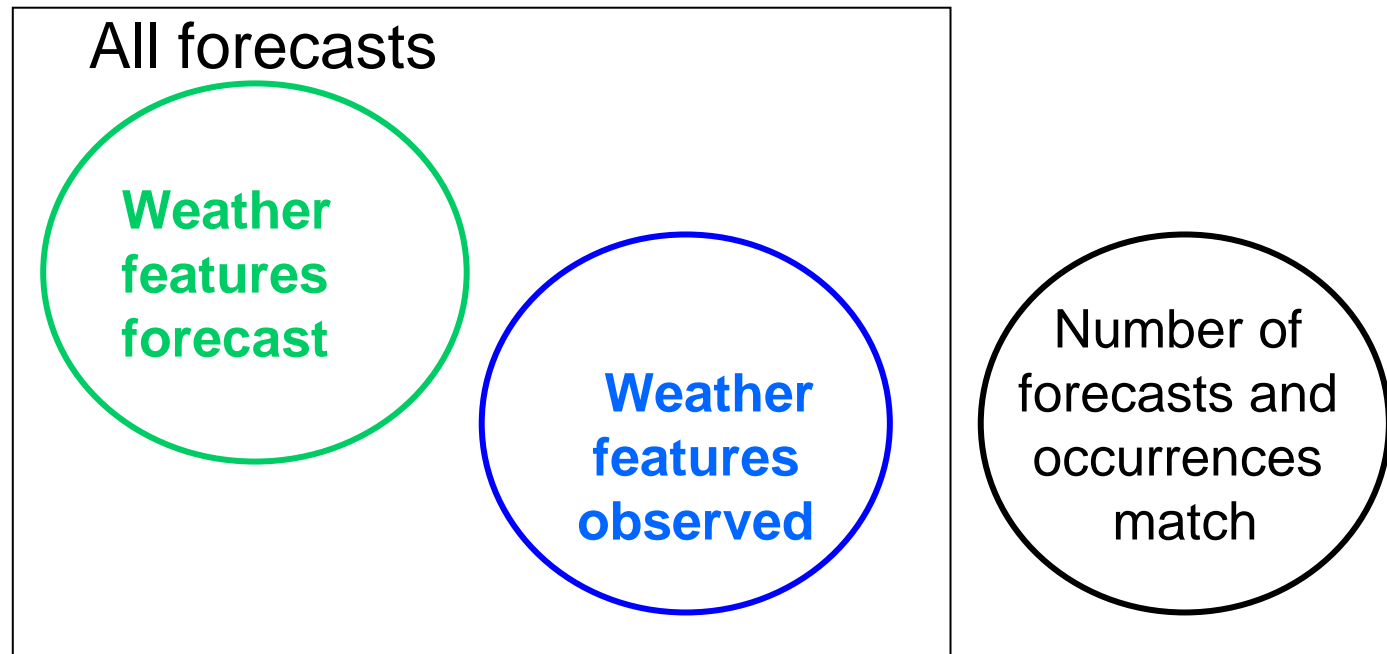 All forecasts
Weather
features
forecast
Weather
features
observed
Number of
forecasts and
occurrences
match